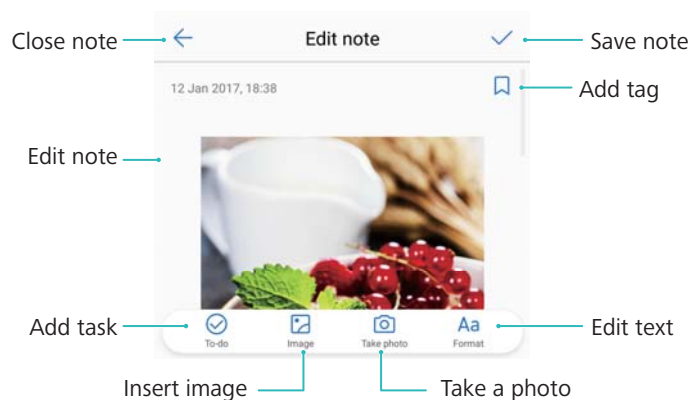 Close note
Edit note
Save note
12 Jan 2017, 18:38
Add tag
Edit note
Add task
To-do
Image
Take photo
Aa
Format
Edit text
Insert image
Take a photo